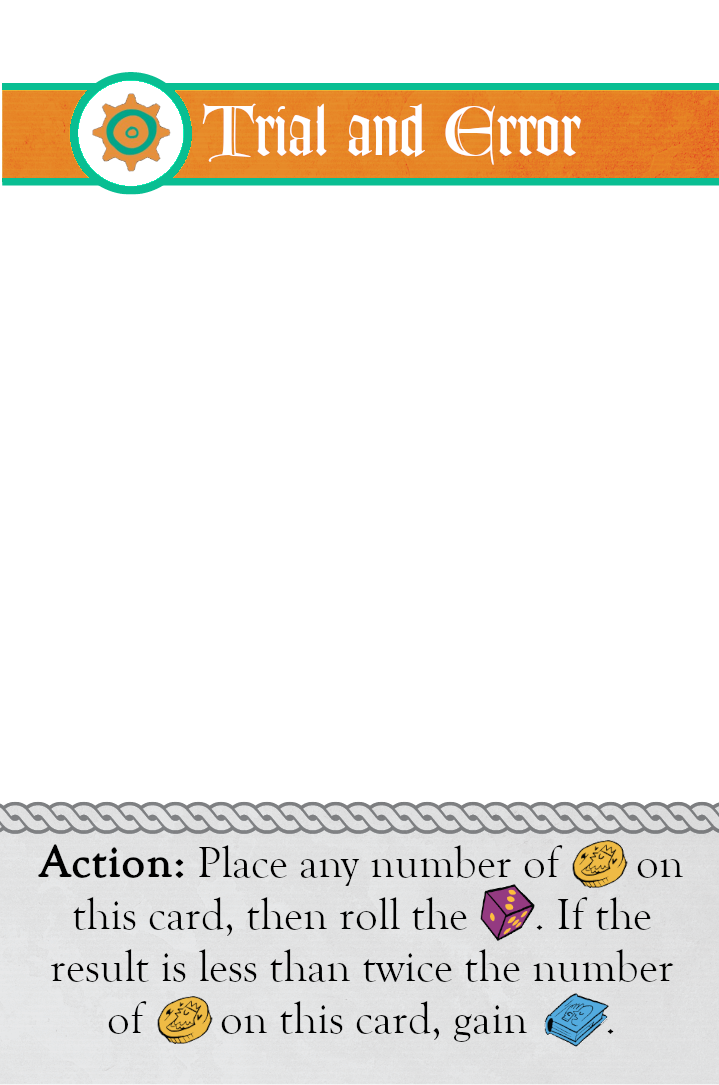 Trial and Error
Action: Place any number of on
this card, then roll the . If the
result is less than twice the number
of on this card, gain .